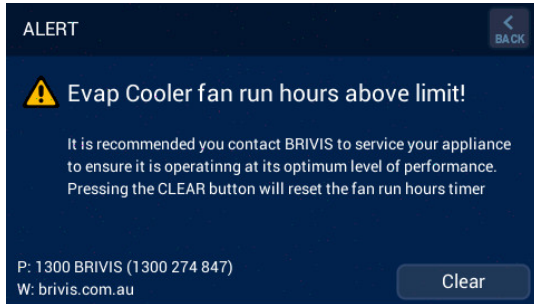 ALERT
BACK
Evap Cooler fan run hours above limit!
It is recommended you contact BRIVIS to service your appliance
to ensure it is operatinng at its optimum level of performance.
Pressing the CLEAR button will reset the fan run hours timer
P: 1300 BRIVIS (1300 274 847)
W: brivis.com.au
Clear